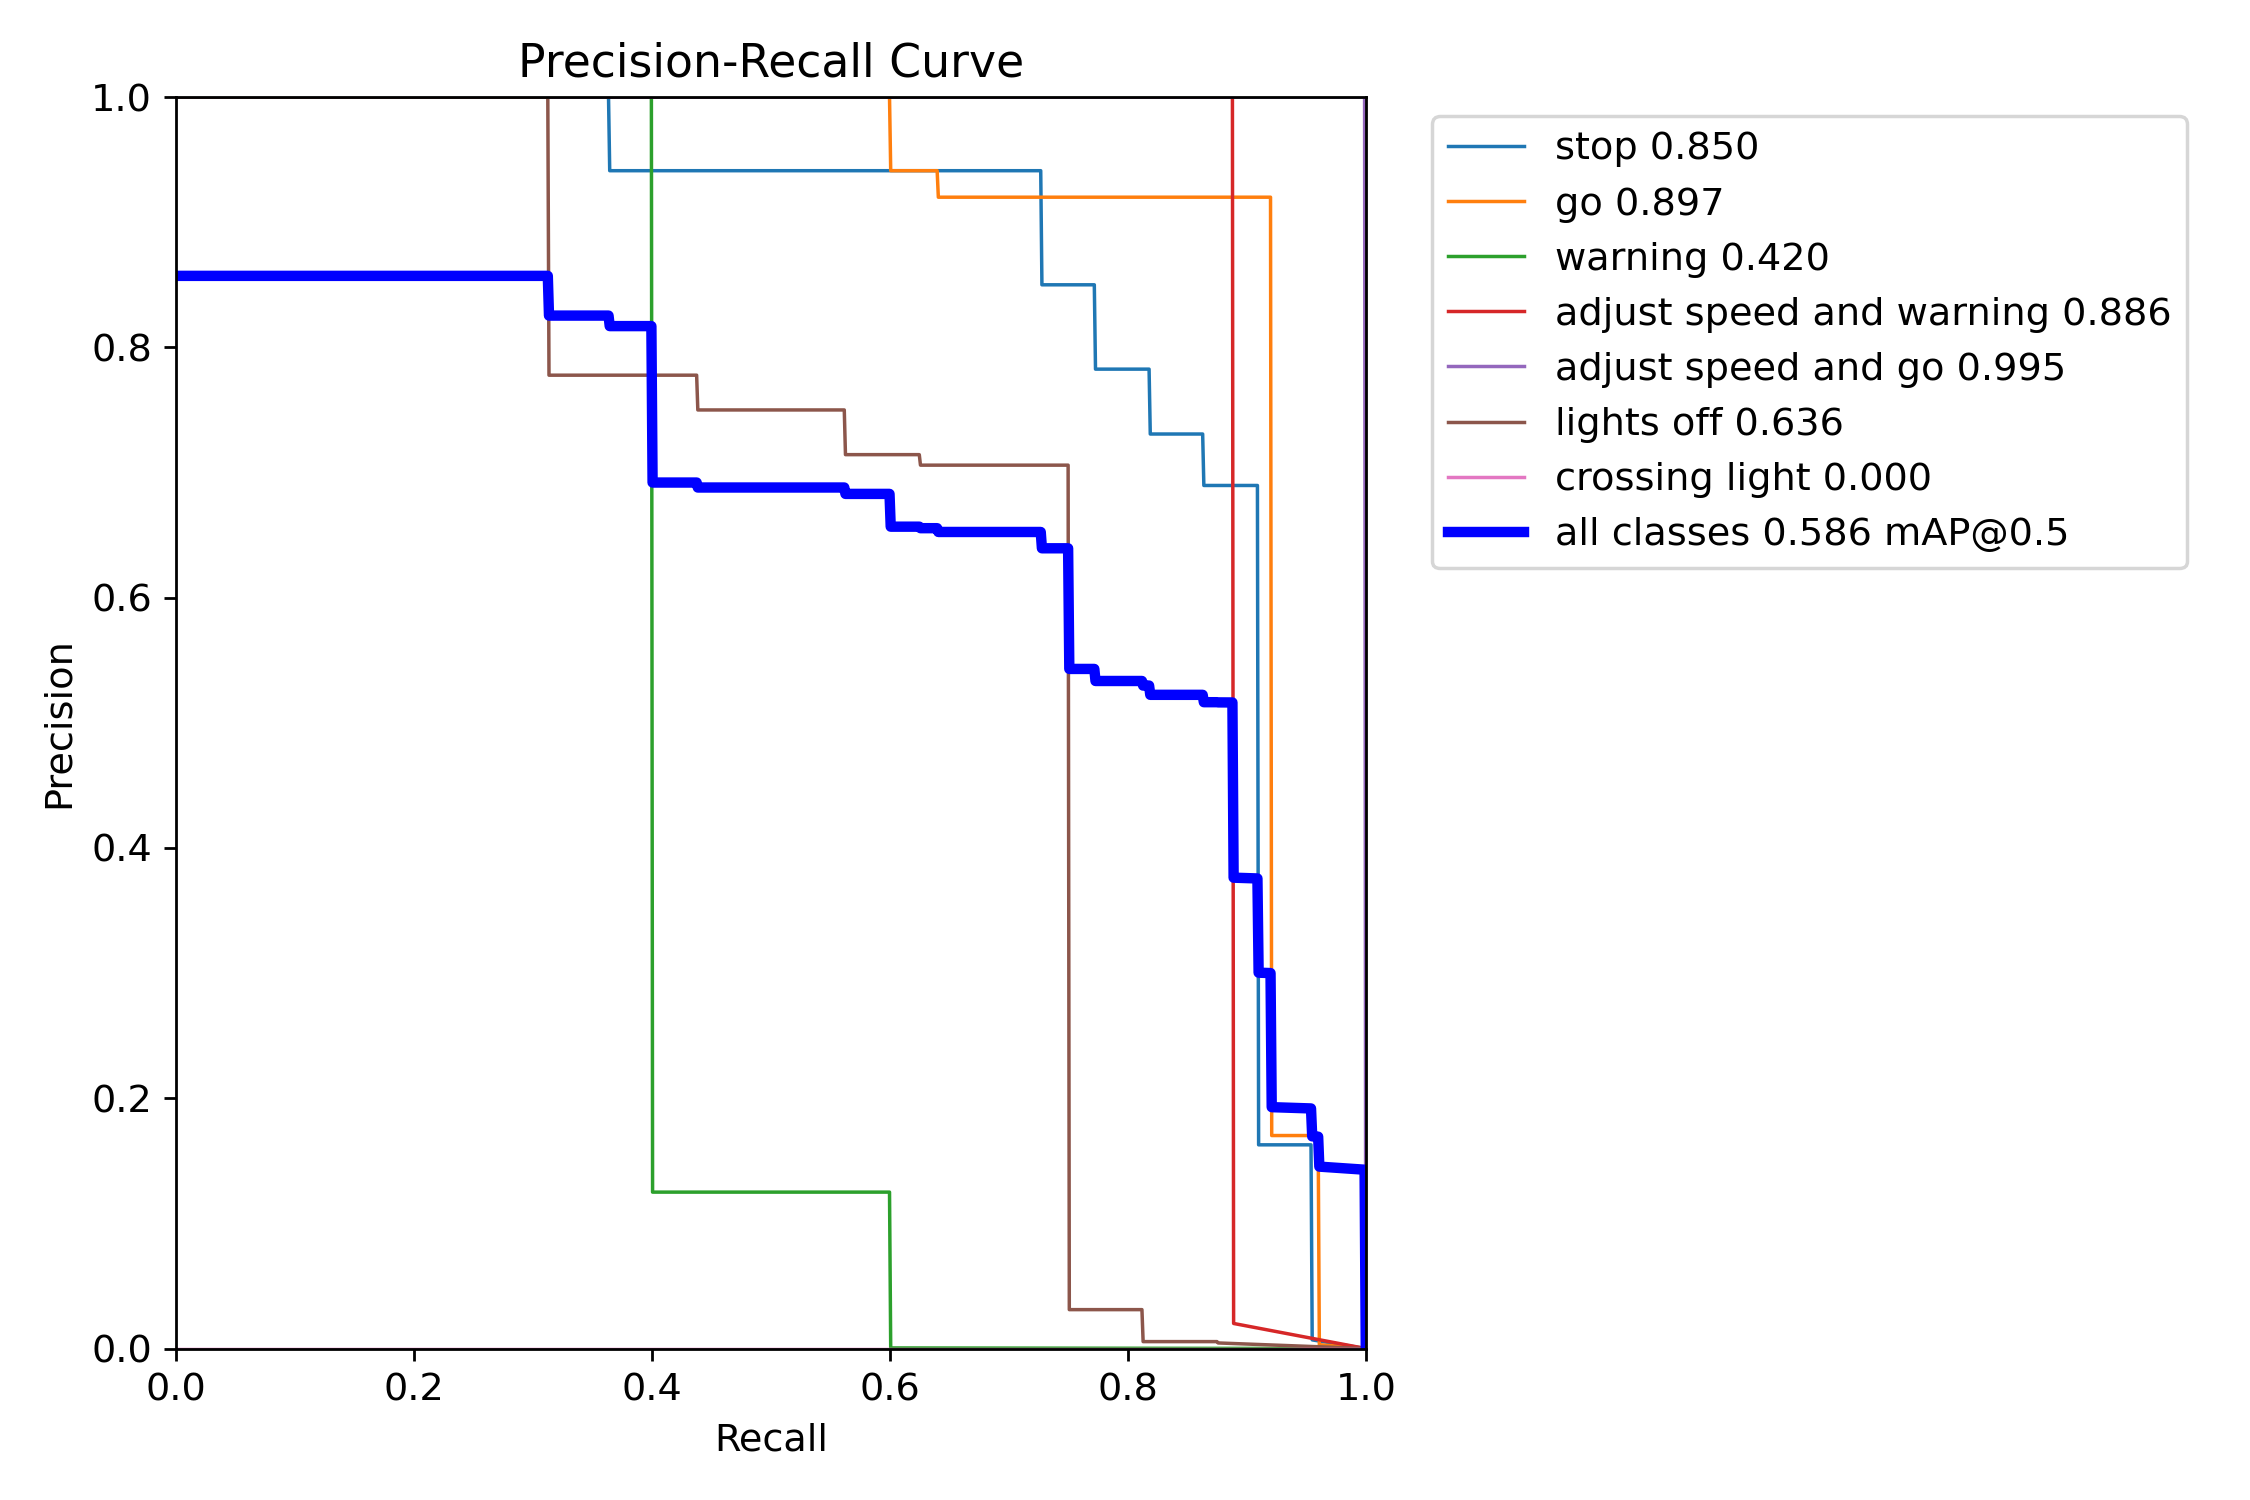 Precision-Recall Curve
1.0
0.8
0.6
0.4
0.2
0.0
Precision
0.0 0.2 0.4 0.6 0.8 1.0
Recall
stop 0.850
go 0.897
warning 0.420
adjust speed and warning 0.886
adjust speed and go 0.995
lights off 0.636
crossing light 0.000
all classes 0.586 mAP@0.5